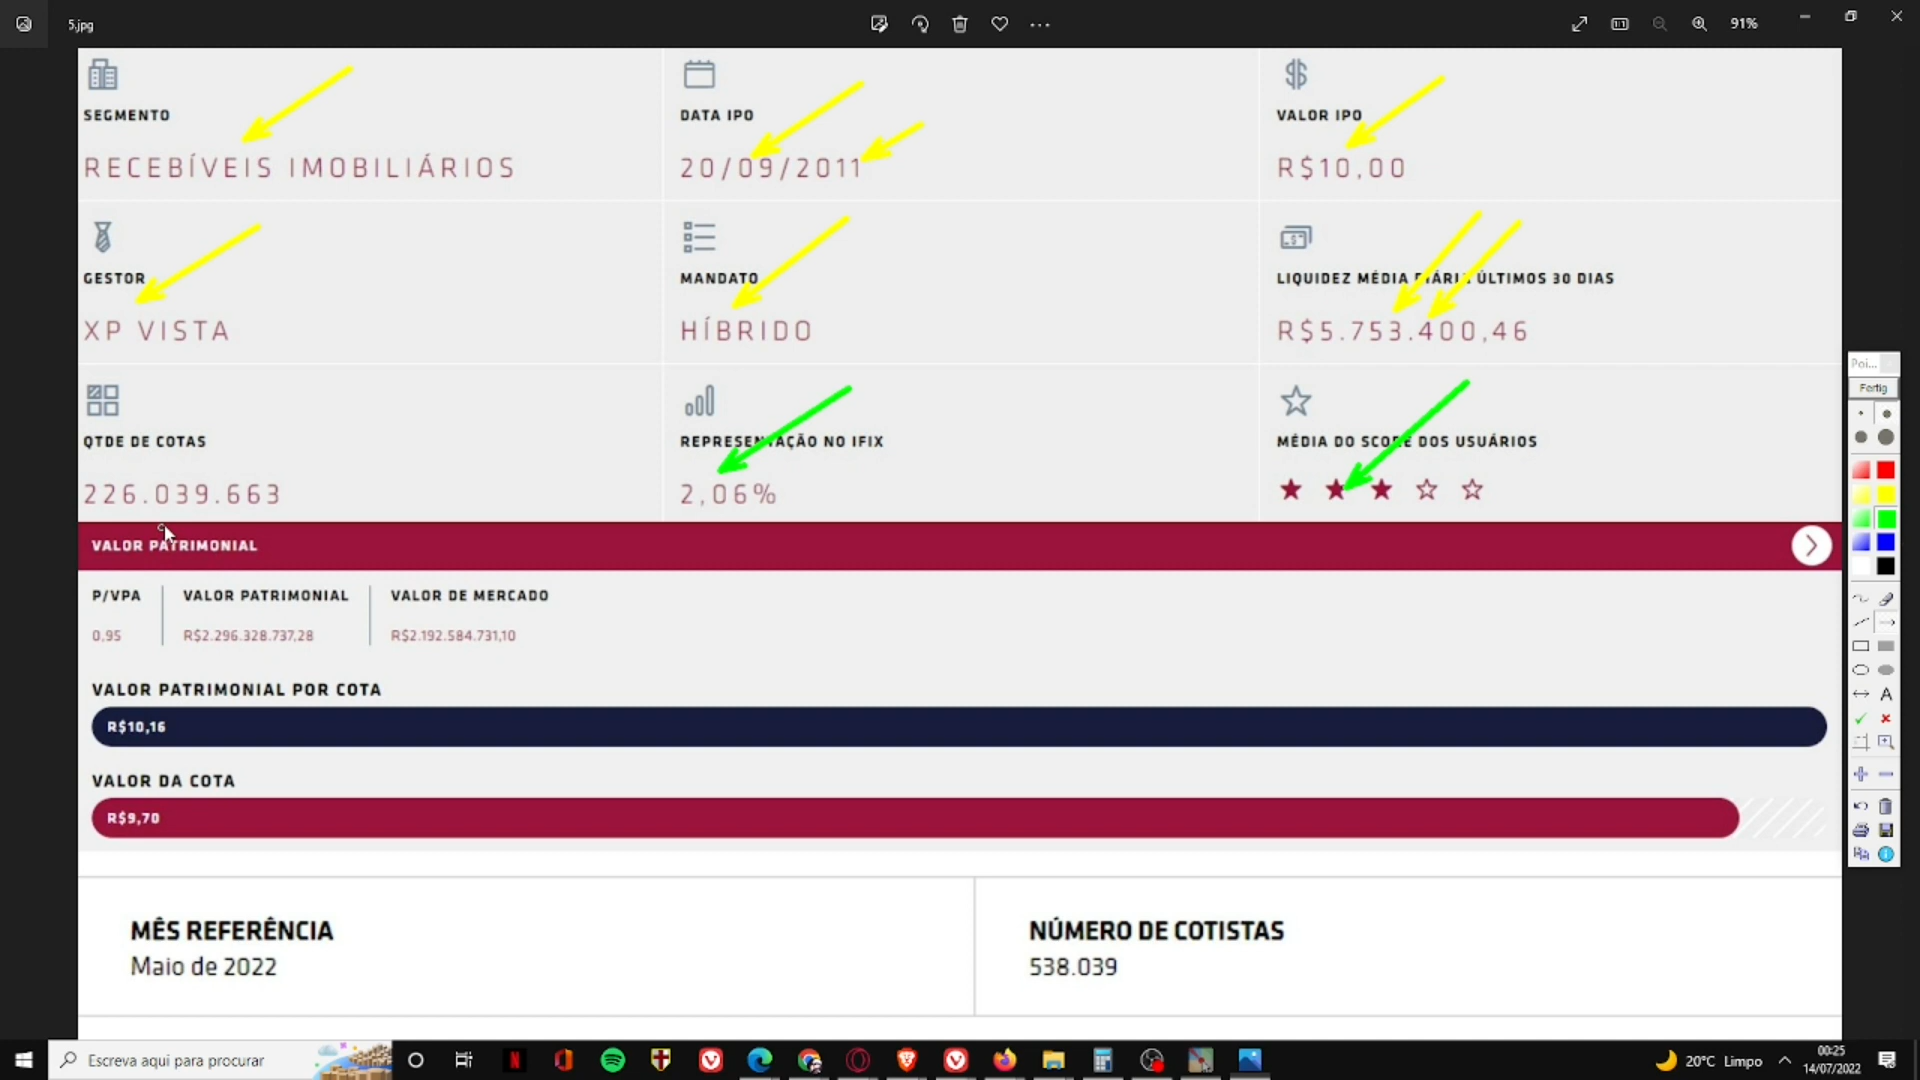 5.jpg
91%
SEGMENTO
RECEBÍVEIS IMOBILIÁRIOS
DATA IPO
20/09/2011
VALOR IPO
R$10,00
GESTOR
XP VISTA
MANDATO
HÍBRIDO
LIQUIDEZ MÉDIA DIÁRIA ÚLTIMOS 30 DIAS
R$5.753.400,46
QTDE DE COTAS
226.039.663
REPRESENTAÇÃO NO IFIX
2,06%
MÉDIA DO SCORE DOS USUÁRIOS
VALOR PATRIMONIAL
P/VPA
VALOR PATRIMONIAL
VALOR DE MERCADO
0,95
R$2.296.328.737,28
R$2.192.584.731,10
VALOR PATRIMONIAL POR COTA
R$10,16
VALOR DA COTA
R$9,70
MÊS REFERÊNCIA
Maio de 2022
NÚMERO DE COTISTAS
538.039
Poi...
Fertig
A
Escreva aqui para procurar
20°C Limpo
00:25
14/07/2022